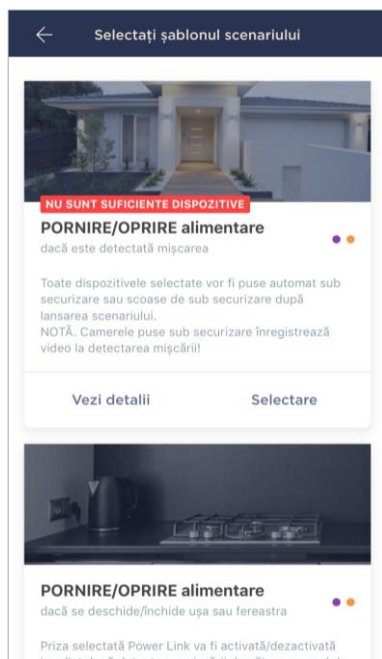 Selectați șablonul scenariului
NU SUNT SUFICIENTE DISPOZITIVE
PORNIRE/OPRIRE alimentare
dacă este detectată mișcarea
Toate dispozitivele selectate vor fi puse automat sub
securizare sau scoase de sub securizare după
lansarea scenariului.
NOTĂ. Camerele puse sub securizare înregistrează
video la detectarea mișcării!
Vezi detalii Selectare
PORNIRE/OPRIRE alimentare
dacă se deschide/închide ușa sau fereastra
Priza selectată Power Link va fi activată/dezactivată